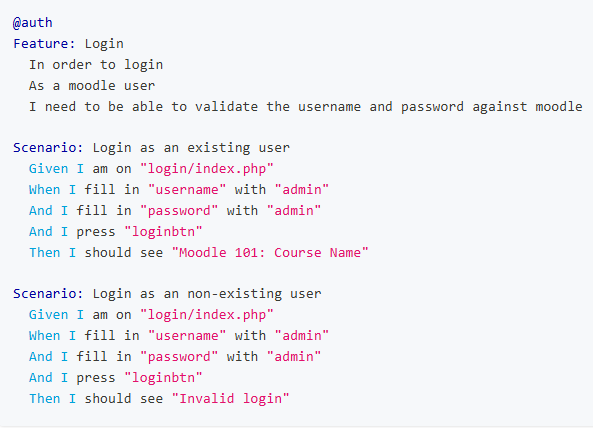 @auth
Feature: Login
In order to login
As a moodle user
I need to be able to validate the username and password against moodle
Scenario: Login as an existing user
Given I am on "login/index.php"
When I fill in "username" with "admin"
And I fill in "password" with "admin"
And I press "loginbtn"
Then I should see "Moodle 101: Course Name"
Scenario: Login as an non-existing user
Given I am on "login/index.php"
When I fill in "username" with "admin"
And I fill in "password" with "admin"
And I press "loginbtn"
Then I should see "Invalid login"